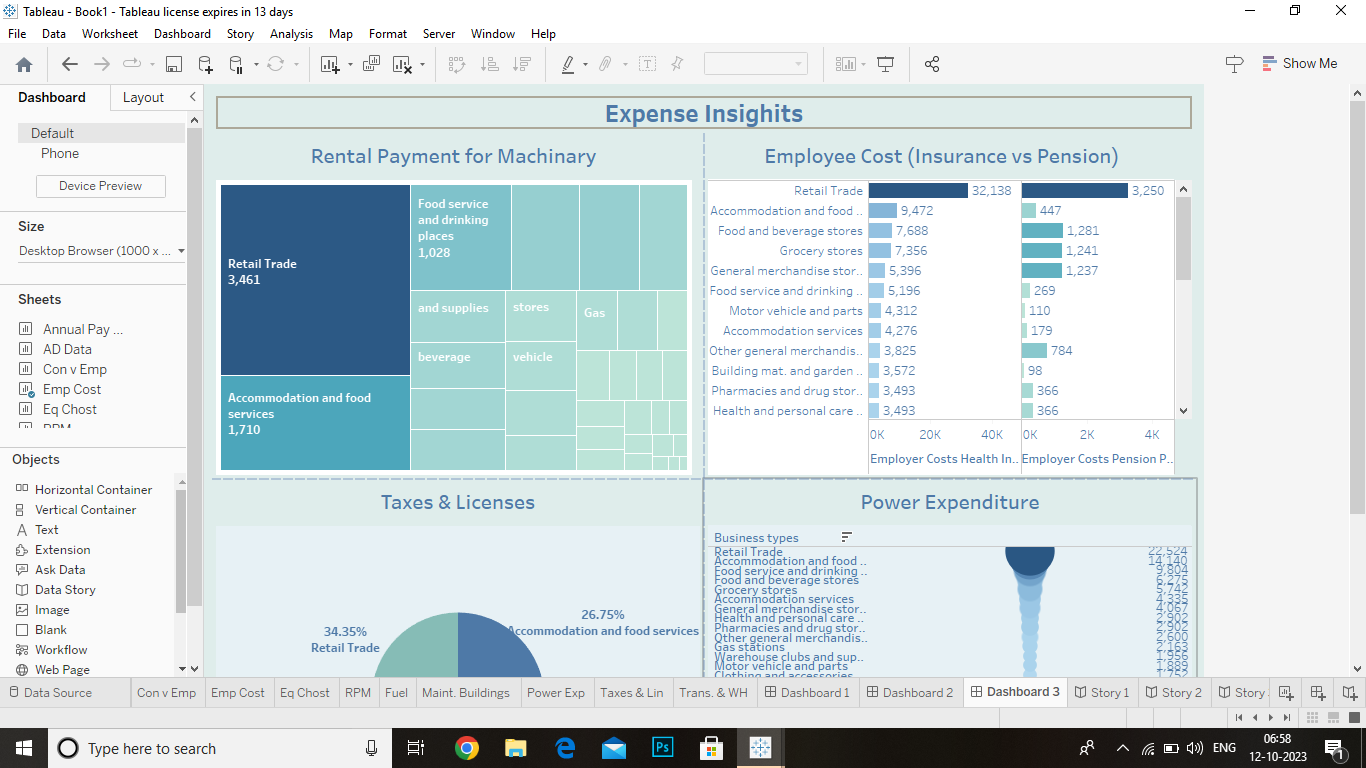 Tableau - Book1 - Tableau license expires in 13 days
File Data Worksheet Dashboard Story Analysis Map Format Server Window Help
Show Me
Dashboard Layout
Default
Phone
Device Preview
Size
Desktop Browser (1000 x ...
Sheets
Annual Pay ...
AD Data
Con v Emp
Emp Cost
Eq Chost
RPM
Objects
Horizontal Container
Vertical Container
Text
Extension
Ask Data
Data Story
Image
Blank
Workflow
Web Page
Expense Insighits
Rental Payment for Machinary
Retail Trade
3,461
Accommodation and food
services
1,710
Food service
and drinking
places
1,028
and supplies
stores
Gas
beverage
vehicle
Employee Cost (Insurance vs Pension)
Retail Trade 32,138 3,250
Accommodation and food .. 9,472 447
Food and beverage stores 7,688 1,281
Grocery stores 7,356 1,241
General merchandise stor.. 5,396 1,237
Food service and drinking .. 5,196 269
Motor vehicle and parts 4,312 110
Accommodation services 4,276 179
Other general merchandis.. 3,825 784
Building mat. and garden .. 3,572 98
Pharmacies and drug stor.. 3,493 366
Health and personal care .. 3,493 366
0K 20K 40K 0K 2K 4K
Employer Costs Health In.. Employer Costs Pension P..
Taxes & Licenses
34.35%
Retail Trade
26.75%
Accommodation and food services
Power Expenditure
Business types
Retail Trade 22,524
Accommodation and food .. 14,140
Food service and drinking .. 9,804
Food and beverage stores 6,275
Grocery stores 5,742
Accommodation services 4,335
General merchandise stor.. 4,067
Health and personal care .. 2,902
Pharmacies and drug stor.. 2,902
Other general merchandis.. 2,600
Gas stations 2,163
Warehouse clubs and sup.. 1,956
Motor vehicle and parts 1,889
Clothing and accessories 1,752
Data Source Con v Emp Emp Cost Eq Chost RPM Fuel Maint. Buildings Power Exp Taxes & Lin Trans. & WH Dashboard 1 Dashboard 2 Dashboard 3 Story 1 Story 2 Story
Type here to search
Ps
ENG
06:58
12-10-2023
1